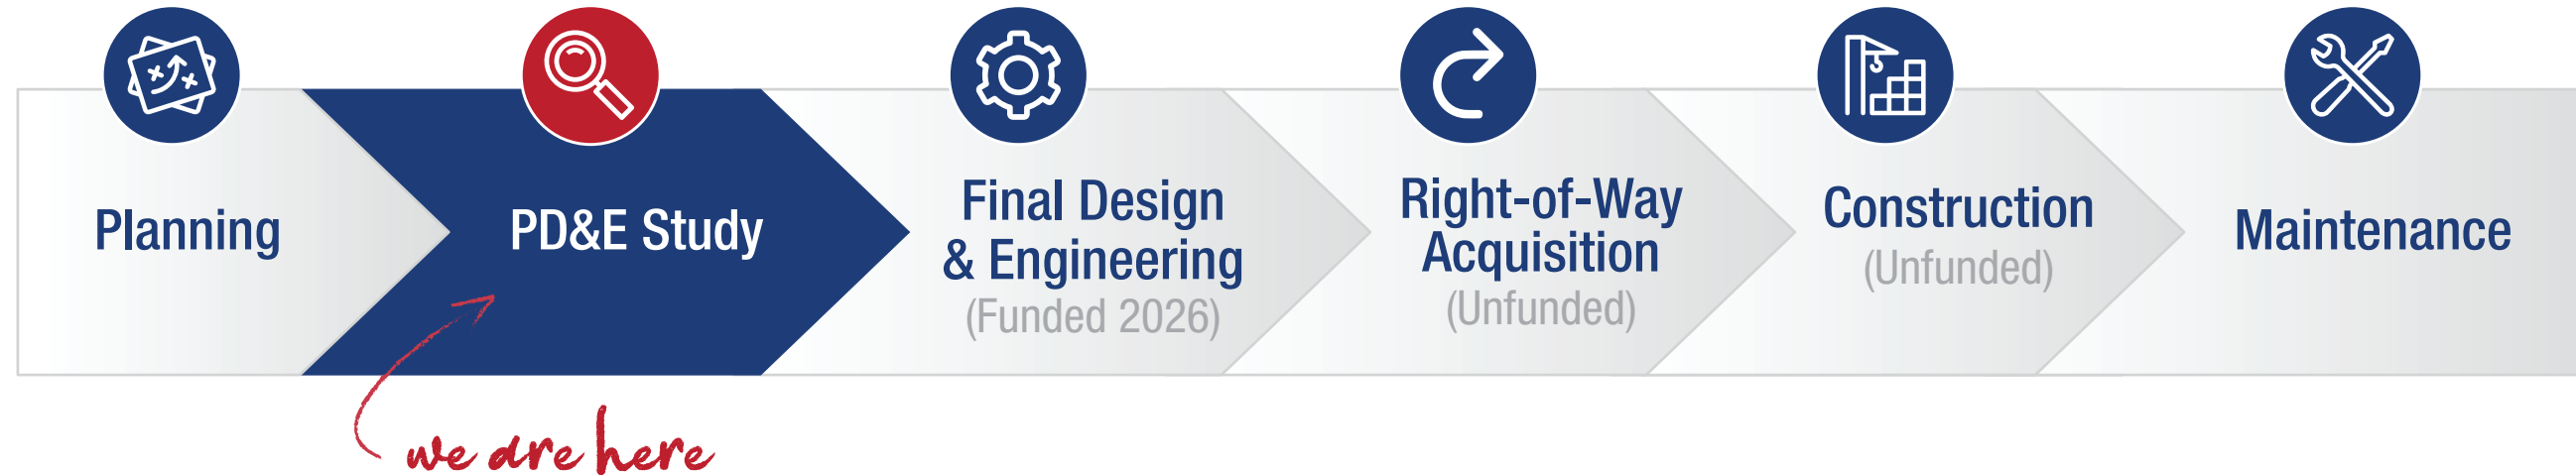 Planning
PD&E Study
Final Design
& Engineering
(Funded 2026)
Right-of-Way
Acquisition
(Unfunded)
Construction
(Unfunded)
Maintenance
we are here